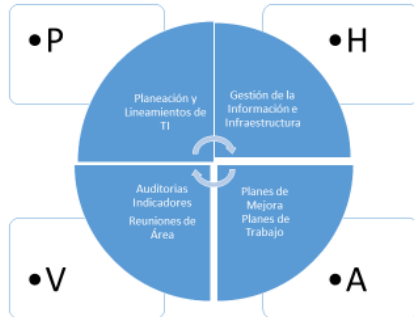 •P
•H
Planeación y
Lineamientos de
TI
Gestión de la
Información e
Infraestructura
Auditorias
Indicadores
Reuniones de
Área
Planes de
Mejora
Planes de
Trabajo
•V
•A